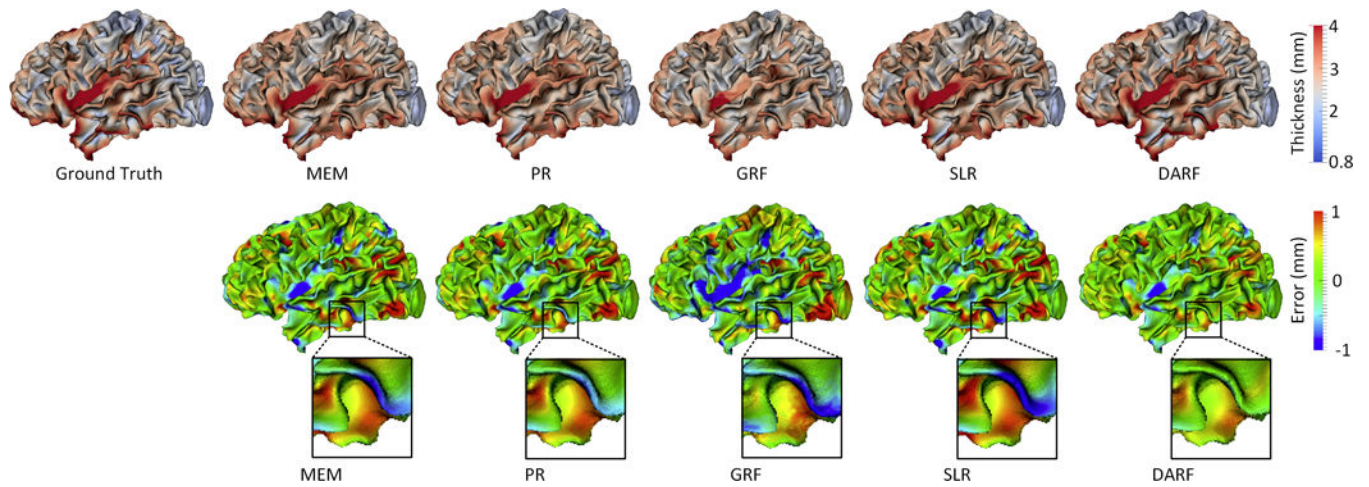 4
3
2
0.8
Thickness (mm)
Ground Truth
MEM
PR
GRF
SLR
DARF
1
0
-1
Error (mm)
MEM
PR
GRF
SLR
DARF